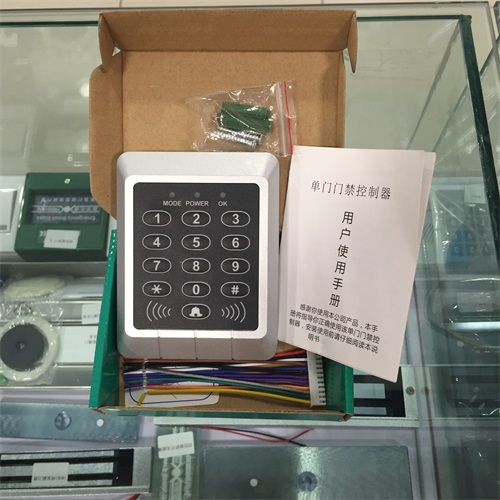 MODE POWER OK
1 2 3
4 5 6
7 8 9
* 0 #
单门门禁控制器
用户使用手册
感谢你使用本公司产品，本手
册将指导你正确使用该单门门禁控
制器，安装使用前请仔细阅读本说
明书